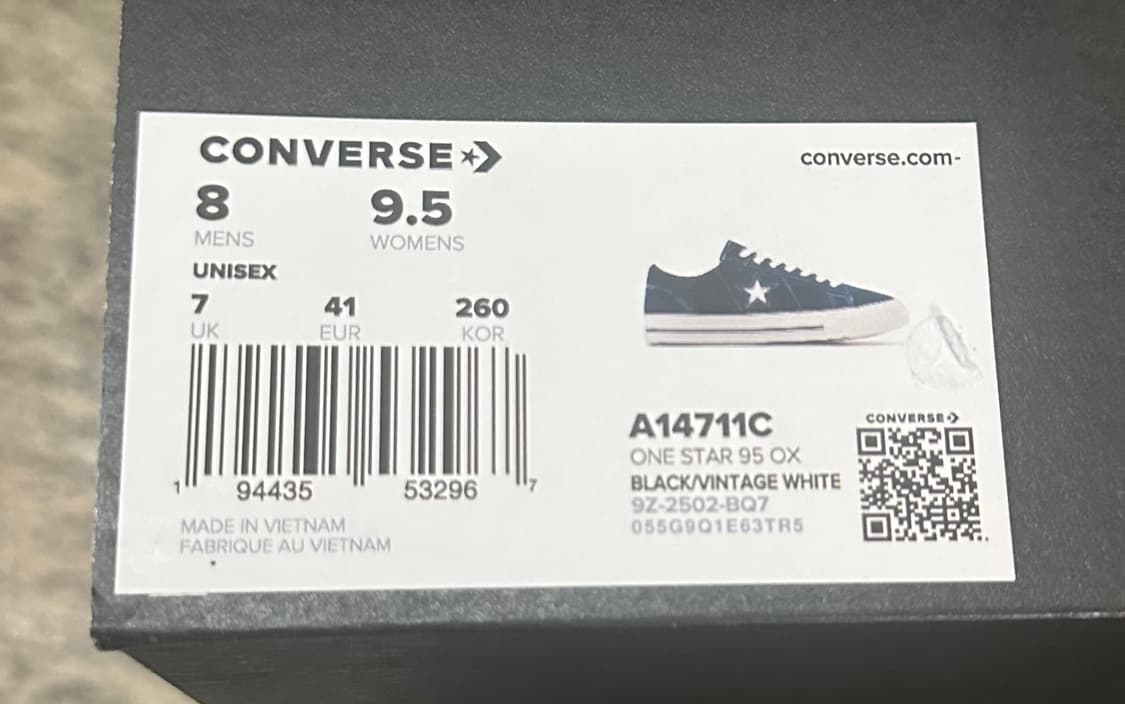 CONVERSE
converse.com-
8 9.5
MENS WOMENS
UNISEX
7 41 260
UK EUR KOR
1 94435 53296 7
MADE IN VIETNAM
FABRIQUE AU VIETNAM
A14711C
ONE STAR 95 OX
BLACK/VINTAGE WHITE
9Z-2502-BQ7
055G9Q1E63TR5
CONVERSE